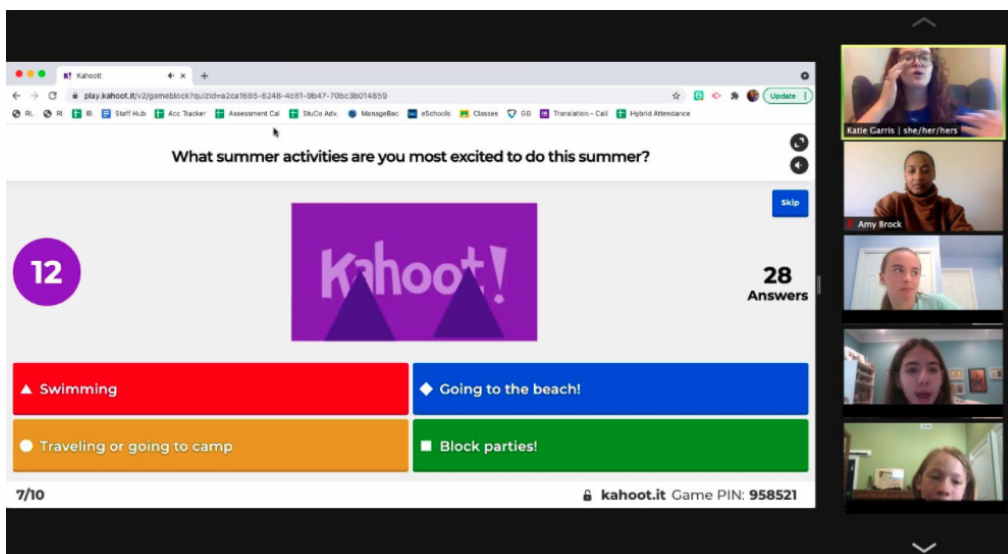 K! Kahoot!
play.kahoot.it/v2/gameblock?quizId=a2ca1685-8248-4c81-9b47-70bc3b014859
Update
RL RI IB Staff Hub Acc Tracker Assessment Cal StuCo Adv. ManageBac eSchools Classes GG Translation - Call Hybrid Attendance
What summer activities are you most excited to do this summer?
Skip
12
Kahoot!
28
Answers
Swimming
Going to the beach!
Traveling or going to camp
Block parties!
7/10
kahoot.it Game PIN: 958521
Katie Garris | she/her/hers
Amy Brock